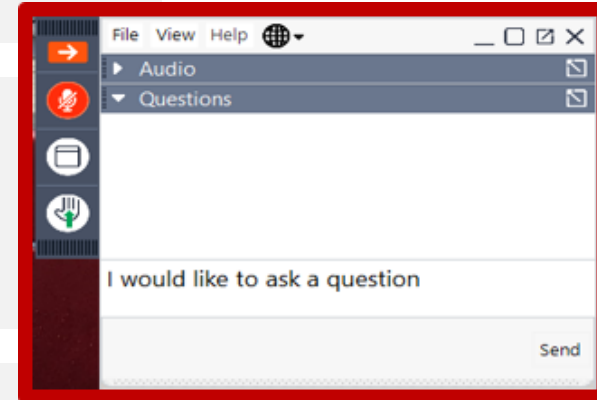 File View Help
Audio
Questions
I would like to ask a question
Send